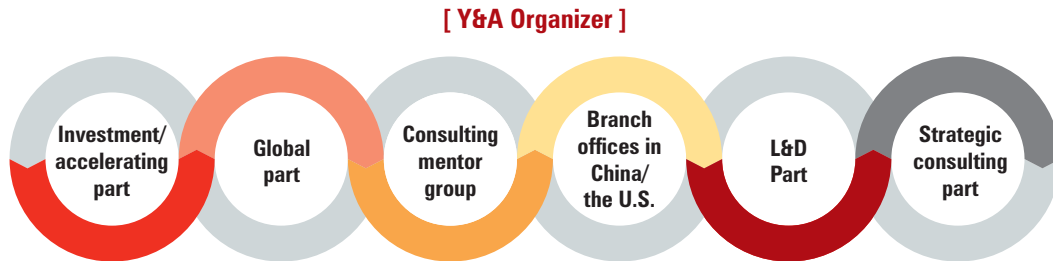 [ Y&A Organizer ]
Investment/
accelerating
part
Global
part
Consulting
mentor
group
Branch
offices in
China/
the U.S.
L&D
Part
Strategic
consulting
part